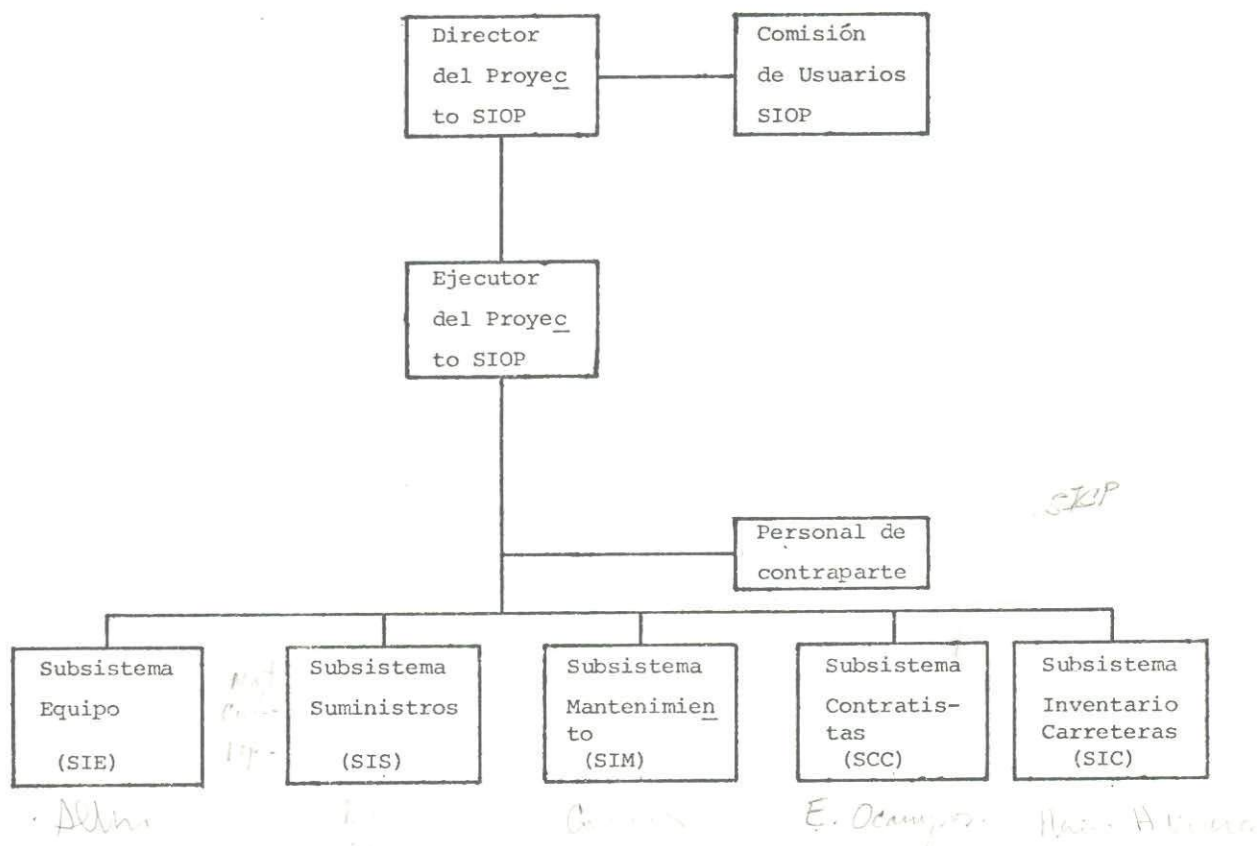 Director
del Proyec
to SIOP
Comisión
de Usuarios
SIOP
Ejecutor
del Proyec
to SIOP
Personal de
contraparte
Subsistema
Equipo
(SIE)
Subsistema
Suministros
(SIS)
Subsistema
Mantenimien
to
(SIM)
Subsistema
Contratis-
tas
(SCC)
Subsistema
Inventario
Carreteras
(SIC)
E. Ocampo